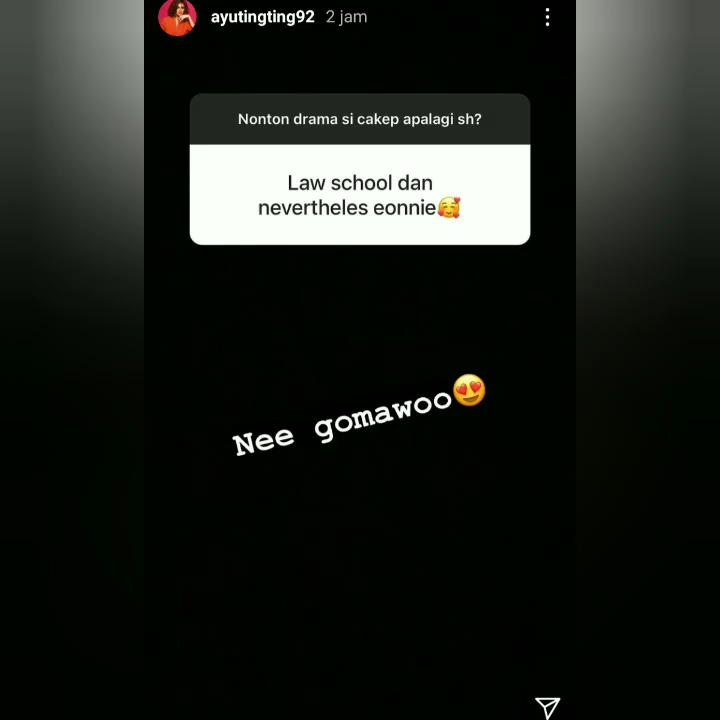 ayutingting92 2 jam
Nonton drama si cakep apalagi sh?
Law school dan
nevertheles eonnie🥰
Nee gomawoo😍